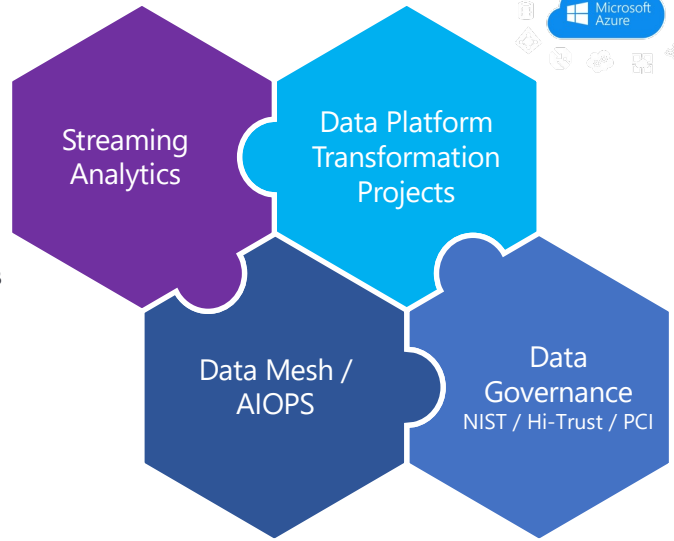 Microsoft
Azure
Streaming
Analytics
Data Platform
Transformation
Projects
Data Mesh /
AIOPS
Data
Governance
NIST / Hi-Trust / PCI